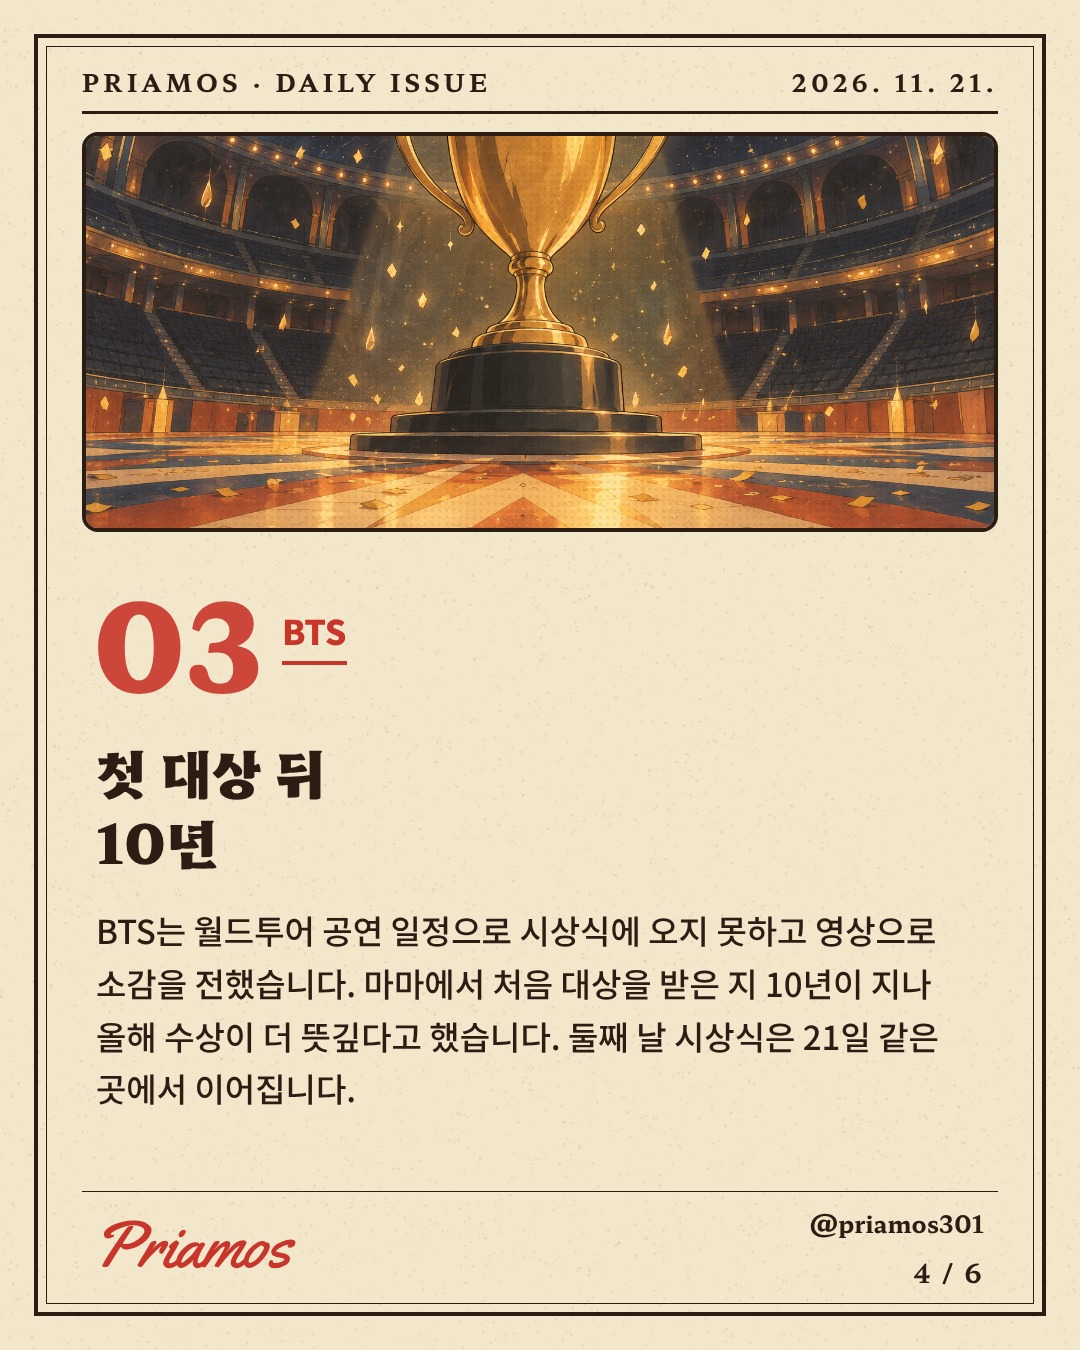 PRIAMOS · DAILY ISSUE
2026. 11. 21.
03
BTS
첫 대상 뒤
10년
BTS는 월드투어 공연 일정으로 시상식에 오지 못하고 영상으로
소감을 전했습니다. 마마에서 처음 대상을 받은 지 10년이 지나
올해 수상이 더 뜻깊다고 했습니다. 둘째 날 시상식은 21일 같은
곳에서 이어집니다.
Priamos
@priamos301
4 / 6